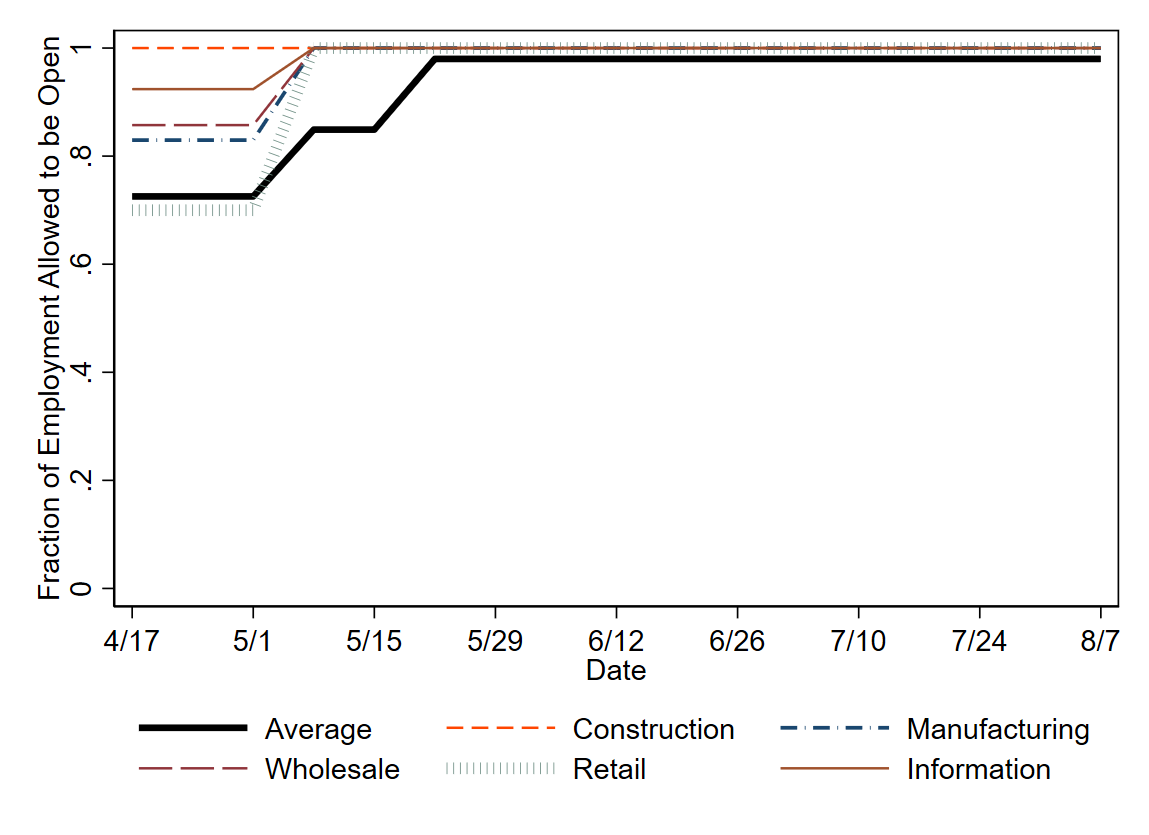 Fraction of Employment Allowed to be Open
1
.8
.6
.4
.2
0
4/17 5/1 5/15 5/29 6/12 6/26 7/10 7/24 8/7
Date
Average Construction Manufacturing
Wholesale Retail Information